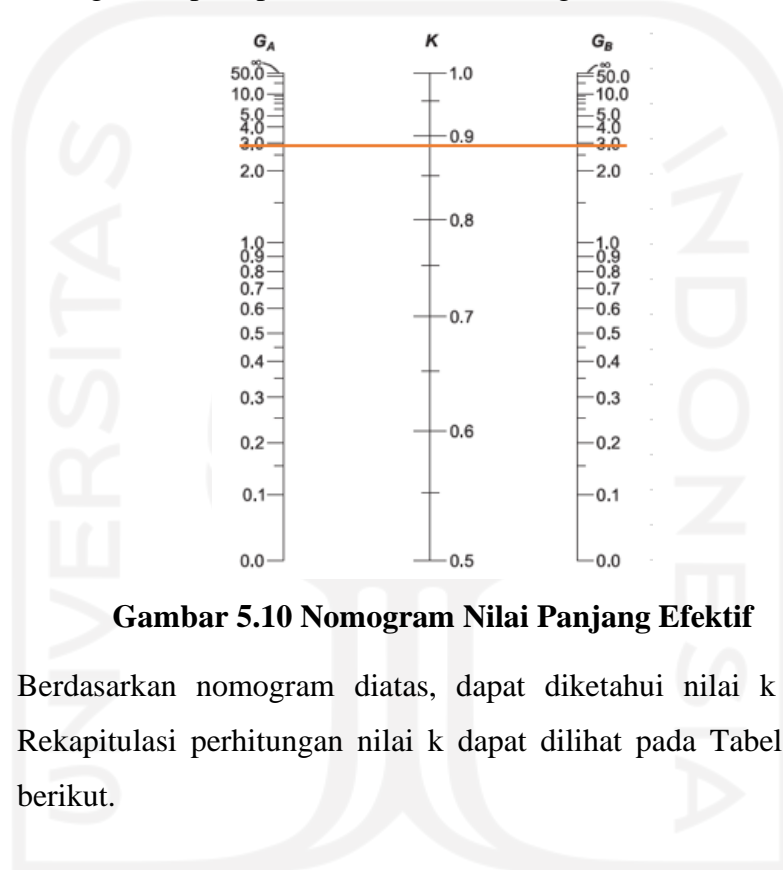 G_A K G_B
∞ ∞
50.0 1.0 50.0
10.0 10.0
5.0 5.0
4.0 0.9 4.0
3.0 3.0
2.0 2.0
0.8
1.0 1.0
0.9 0.9
0.8 0.8
0.7 0.7
0.6 0.7 0.6
0.5 0.5
0.4 0.4
0.3 0.3
0.2 0.6 0.2
0.1 0.1
0.0 0.5 0.0
Gambar 5.10 Nomogram Nilai Panjang Efektif
Berdasarkan nomogram diatas, dapat diketahui nilai k
Rekapitulasi perhitungan nilai k dapat dilihat pada Tabel
berikut.
UNIVERSITAS
INDONESIA